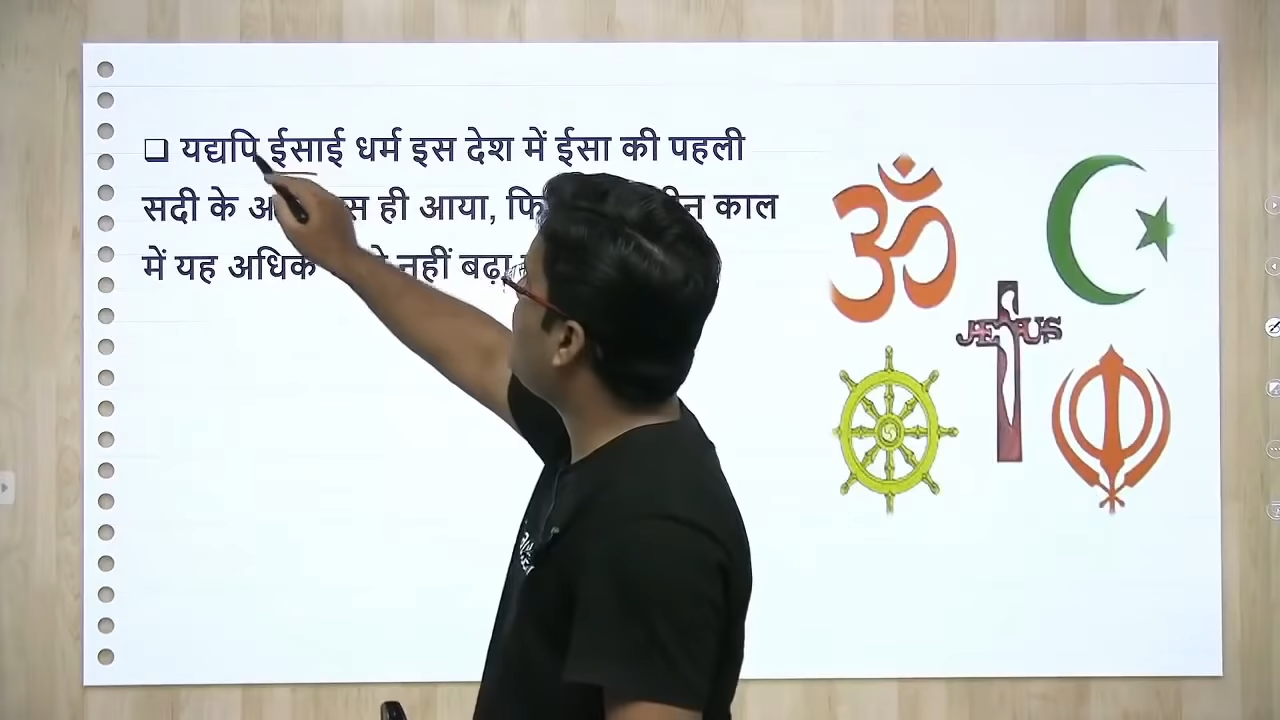 ❑ यद्यपि ईसाई धर्म इस देश में ईसा की पहली
सदी के ही आया, काल
में यह अधिक नहीं बढ़ा
JESUS